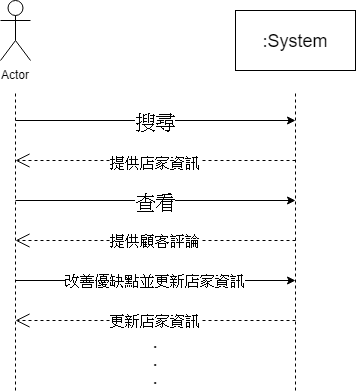 Actor
:System
搜尋
提供店家資訊
查看
提供顧客評論
改善優缺點並更新店家資訊
更新店家資訊